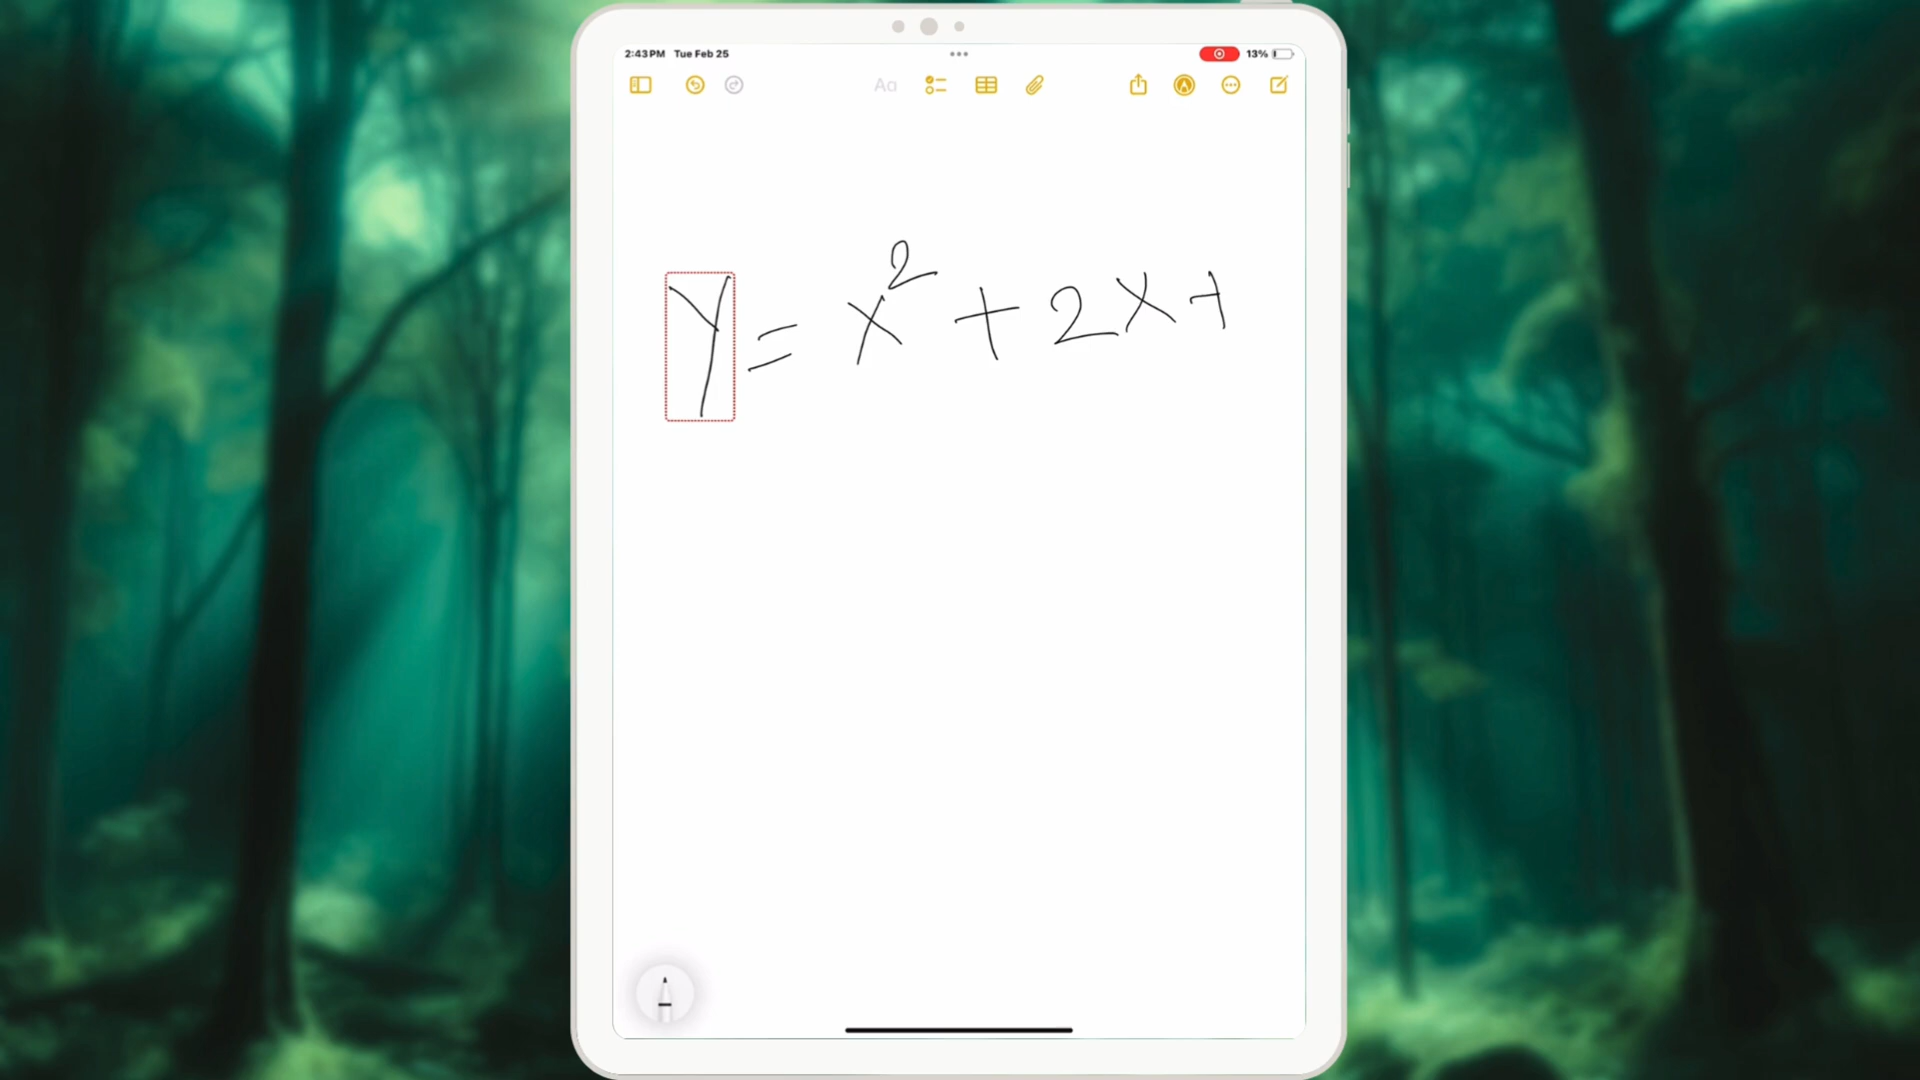 2:43 PM Tue Feb 25 13%
Aa
y = x² + 2x +